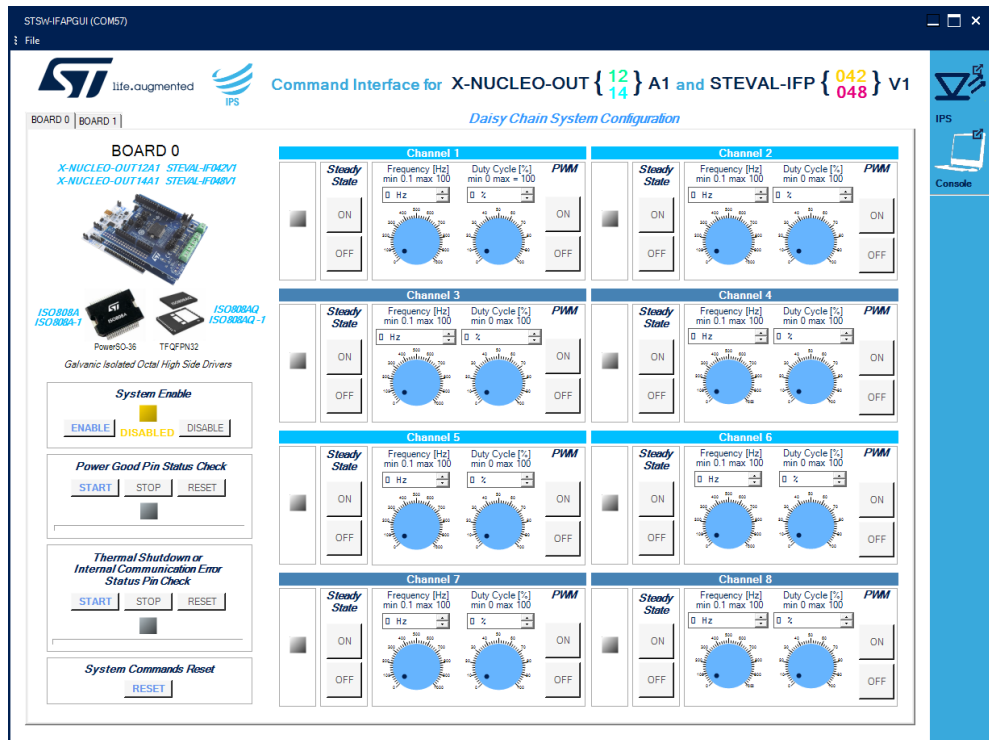 STSW-IFAPGUI (COM57)
File
ST life.augmented
IPS
Command Interface for X-NUCLEO-OUT { 12 14 } A1 and STEVAL-IFP { 042 048 } V1
Daisy Chain System Configuration
IPS
Console
BOARD 0 BOARD 1
BOARD 0
X-NUCLEO-OUT12A1 STEVAL-IF042V1
X-NUCLEO-OUT14A1 STEVAL-IF048V1
ISO808A
ISO808A-1
ISO808AQ
ISO808AQ-1
PowerSO-36 TFQFPN32
Galvanic Isolated Octal High Side Drivers
System Enable
ENABLE DISABLED DISABLE
Power Good Pin Status Check
START STOP RESET
Thermal Shutdown or
Internal Communication Error
Status Pin Check
START STOP RESET
System Commands Reset
RESET
Channel 1
Steady State
Frequency [Hz]
min 0.1 max 100
Duty Cycle [%]
min 0 max = 100
PWM
0 Hz
0 %
ON
OFF
ON
OFF
Channel 2
Steady State
Frequency [Hz]
min 0.1 max 100
Duty Cycle [%]
min 0 max 100
PWM
0 Hz
0 %
ON
OFF
ON
OFF
Channel 3
Steady State
Frequency [Hz]
min 0.1 max 100
Duty Cycle [%]
min 0 max 100
PWM
0 Hz
0 %
ON
OFF
ON
OFF
Channel 4
Steady State
Frequency [Hz]
min 0.1 max 100
Duty Cycle [%]
min 0 max 100
PWM
0 Hz
0 %
ON
OFF
ON
OFF
Channel 5
Steady State
Frequency [Hz]
min 0.1 max 100
Duty Cycle [%]
min 0 max 100
PWM
0 Hz
0 %
ON
OFF
ON
OFF
Channel 6
Steady State
Frequency [Hz]
min 0.1 max 100
Duty Cycle [%]
min 0 max 100
PWM
0 Hz
0 %
ON
OFF
ON
OFF
Channel 7
Steady State
Frequency [Hz]
min 0.1 max 100
Duty Cycle [%]
min 0 max 100
PWM
0 Hz
0 %
ON
OFF
ON
OFF
Channel 8
Steady State
Frequency [Hz]
min 0.1 max 100
Duty Cycle [%]
min 0 max 100
PWM
0 Hz
0 %
ON
OFF
ON
OFF